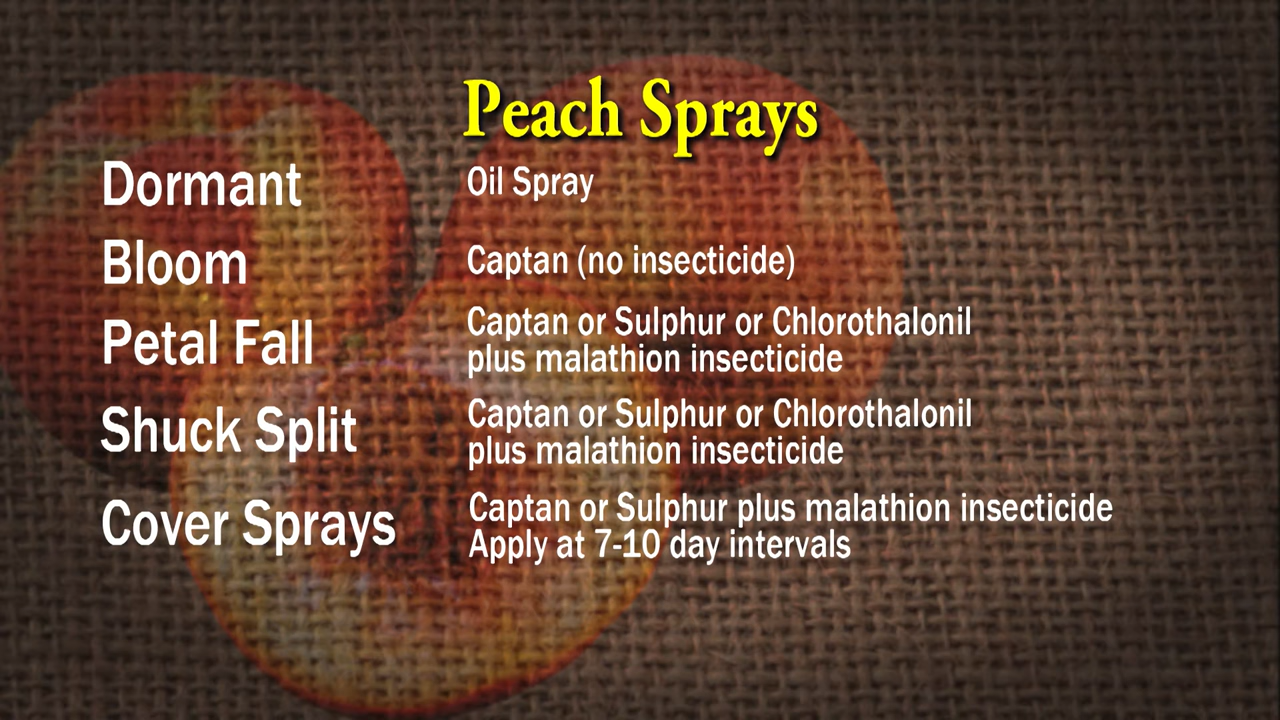 Peach Sprays
Dormant
Oil Spray
Bloom
Captan (no insecticide)
Petal Fall
Captan or Sulphur or Chlorothalonil
plus malathion insecticide
Shuck Split
Captan or Sulphur or Chlorothalonil
plus malathion insecticide
Cover Sprays
Captan or Sulphur plus malathion insecticide
Apply at 7-10 day intervals